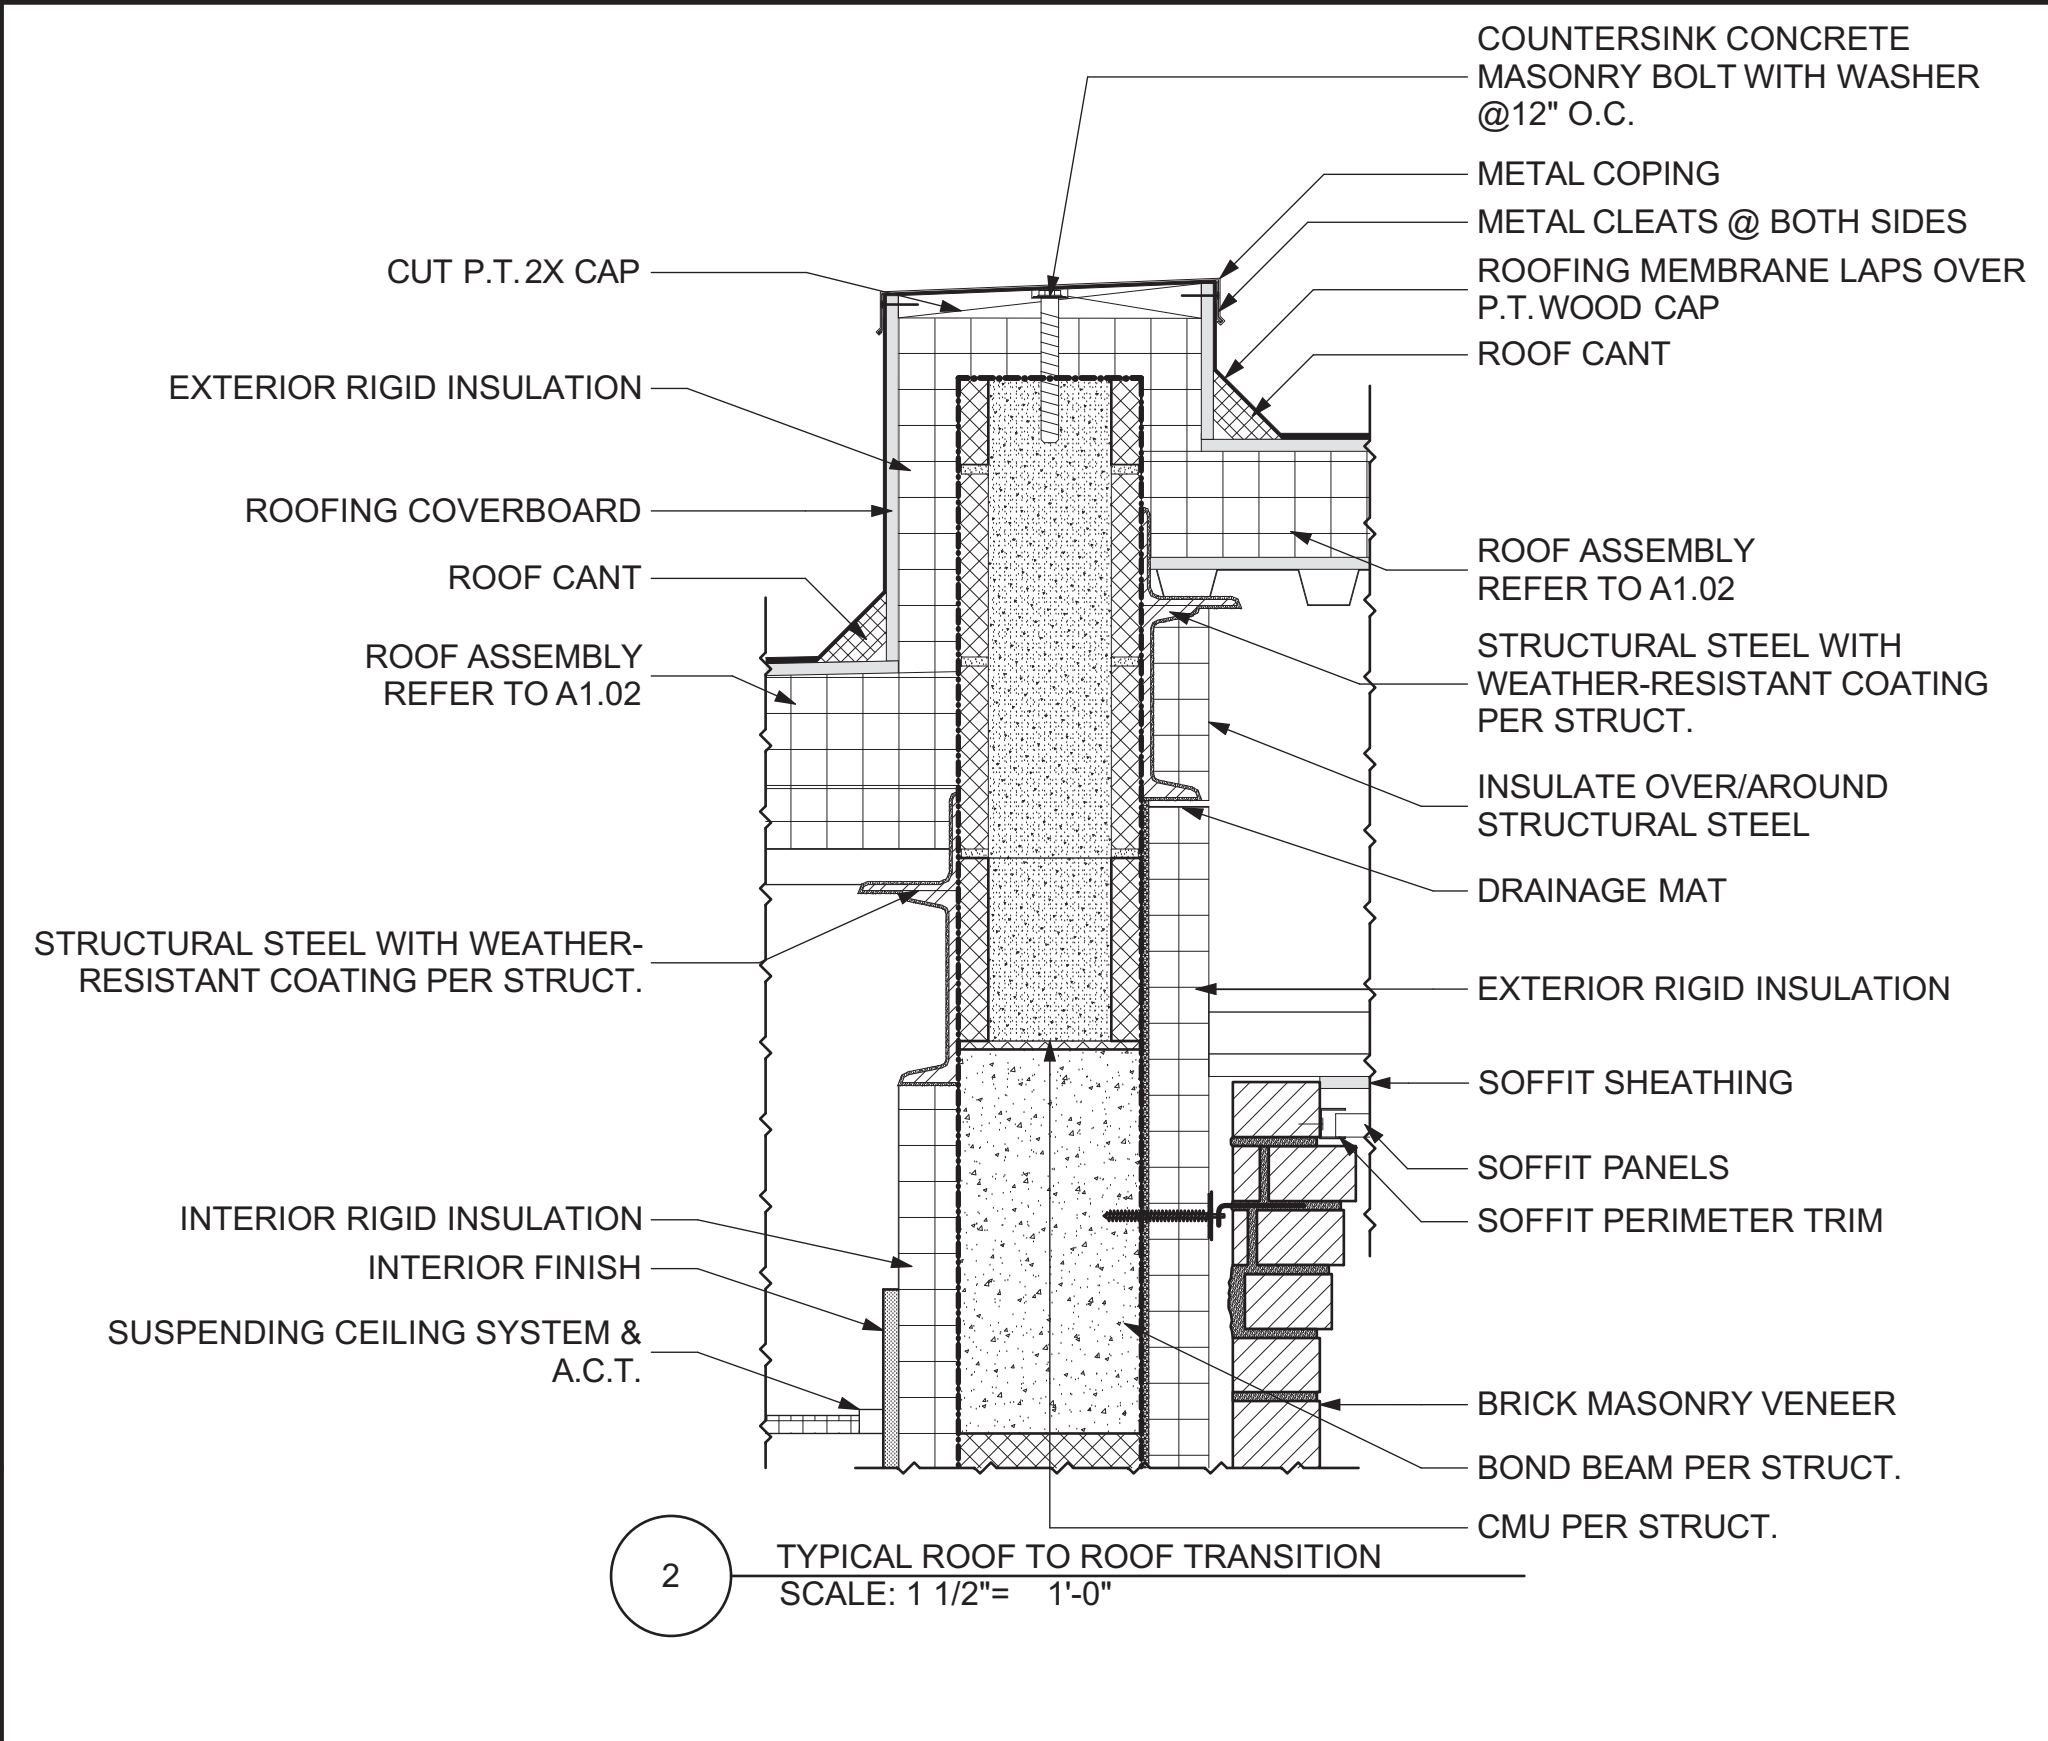 COUNTERSINK CONCRETE
MASONRY BOLT WITH WASHER
@12" O.C.
METAL COPING
METAL CLEATS @ BOTH SIDES
ROOFING MEMBRANE LAPS OVER
P.T. WOOD CAP
ROOF CANT
ROOF ASSEMBLY
REFER TO A1.02
STRUCTURAL STEEL WITH
WEATHER-RESISTANT COATING
PER STRUCT.
INSULATE OVER/AROUND
STRUCTURAL STEEL
DRAINAGE MAT
EXTERIOR RIGID INSULATION
SOFFIT SHEATHING
SOFFIT PANELS
SOFFIT PERIMETER TRIM
BRICK MASONRY VENEER
BOND BEAM PER STRUCT.
CMU PER STRUCT.
CUT P.T. 2X CAP
EXTERIOR RIGID INSULATION
ROOFING COVERBOARD
ROOF CANT
ROOF ASSEMBLY
REFER TO A1.02
STRUCTURAL STEEL WITH WEATHER-
RESISTANT COATING PER STRUCT.
INTERIOR RIGID INSULATION
INTERIOR FINISH
SUSPENDING CEILING SYSTEM &
A.C.T.
2
TYPICAL ROOF TO ROOF TRANSITION
SCALE: 1 1/2"= 1'-0"